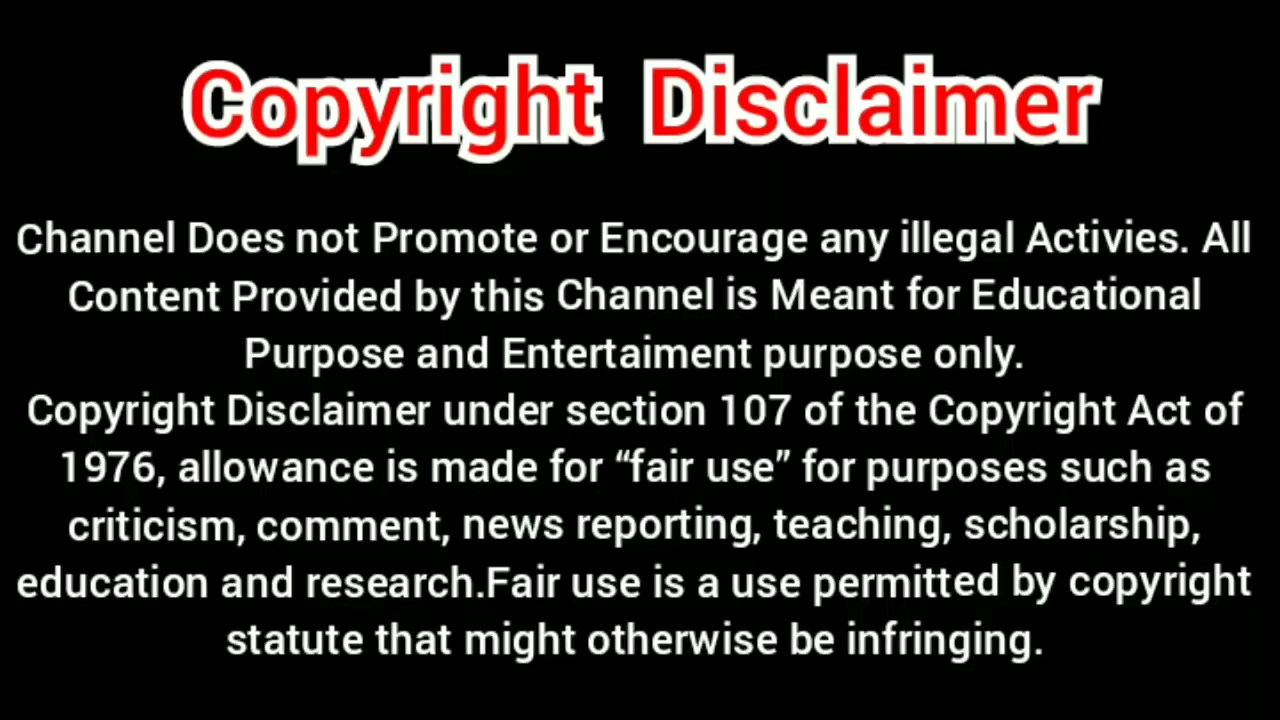 Copyright Disclaimer
Channel Does not Promote or Encourage any illegal Activies. All
Content Provided by this Channel is Meant for Educational
Purpose and Entertaiment purpose only.
Copyright Disclaimer under section 107 of the Copyright Act of
1976, allowance is made for “fair use” for purposes such as
criticism, comment, news reporting, teaching, scholarship,
education and research.Fair use is a use permitted by copyright
statute that might otherwise be infringing.